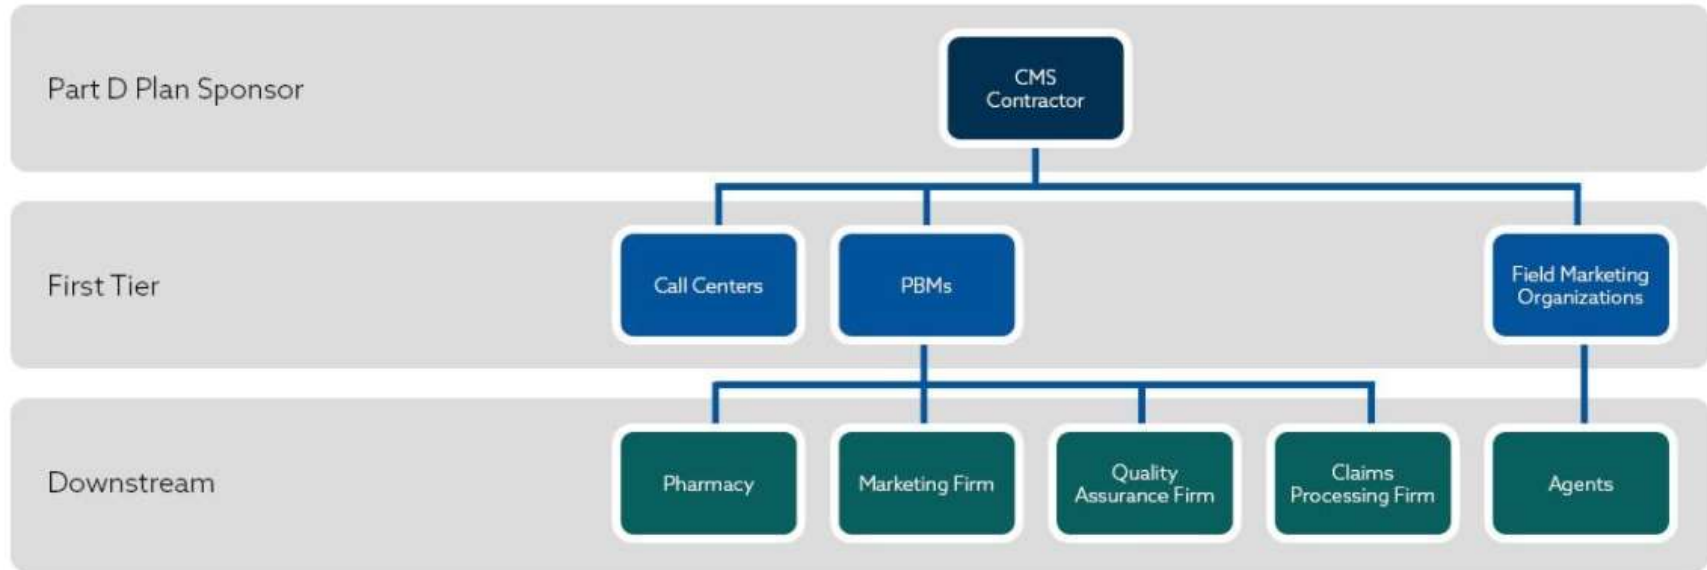 Part D Plan Sponsor
CMS
Contractor
First Tier
Call Centers
PBMs
Field Marketing
Organizations
Downstream
Pharmacy
Marketing Firm
Quality
Assurance Firm
Claims
Processing Firm
Agents